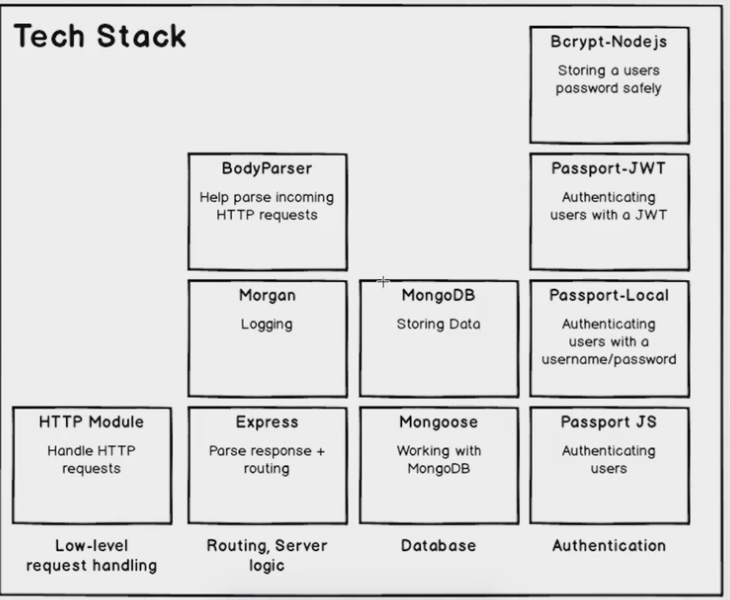 Tech Stack
Bcrypt-Nodejs
Storing a users
password safely
BodyParser
Help parse incoming
HTTP requests
Passport-JWT
Authenticating
users with a JWT
Morgan
Logging
MongoDB
Storing Data
Passport-Local
Authenticating
users with a
username/password
HTTP Module
Handle HTTP
requests
Express
Parse response +
routing
Mongoose
Working with
MongoDB
Passport JS
Authenticating
users
Low-level
request handling
Routing, Server
logic
Database
Authentication